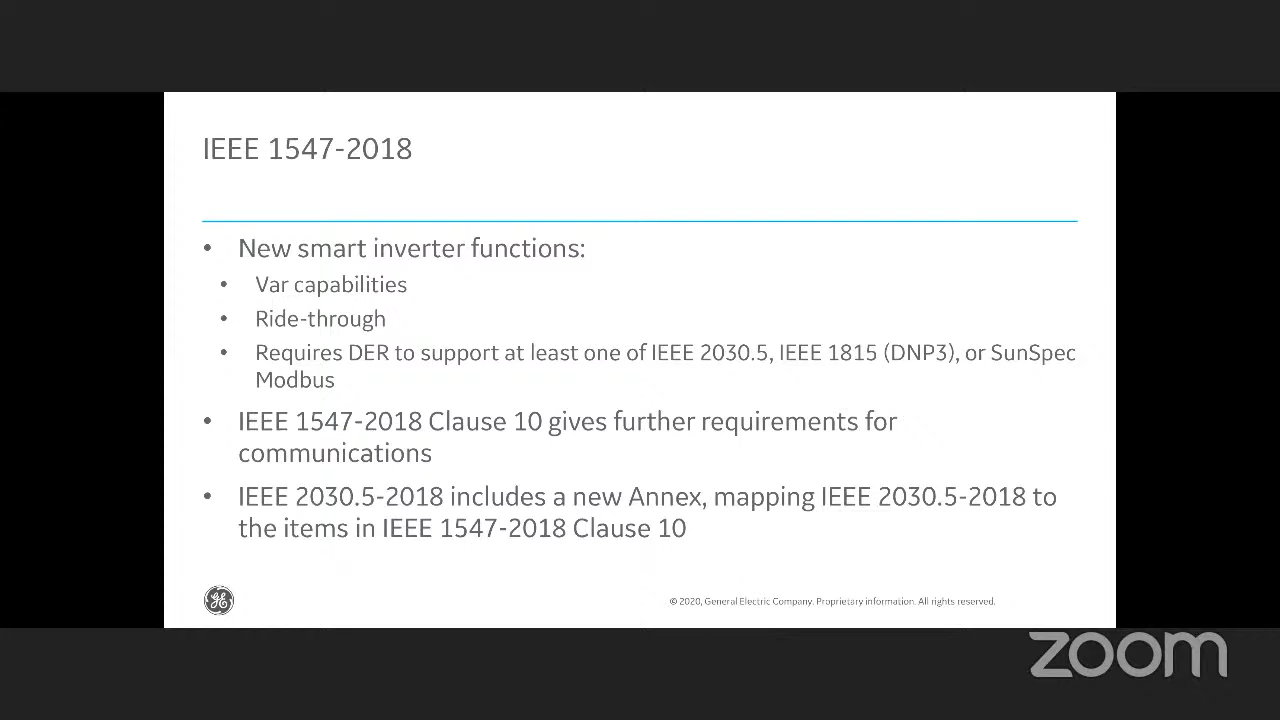 IEEE 1547-2018
• New smart inverter functions:
• Var capabilities
• Ride-through
• Requires DER to support at least one of IEEE 2030.5, IEEE 1815 (DNP3), or SunSpec
Modbus
• IEEE 1547-2018 Clause 10 gives further requirements for
communications
• IEEE 2030.5-2018 includes a new Annex, mapping IEEE 2030.5-2018 to
the items in IEEE 1547-2018 Clause 10
GE
© 2020, General Electric Company. Proprietary information. All rights reserved.
zoom